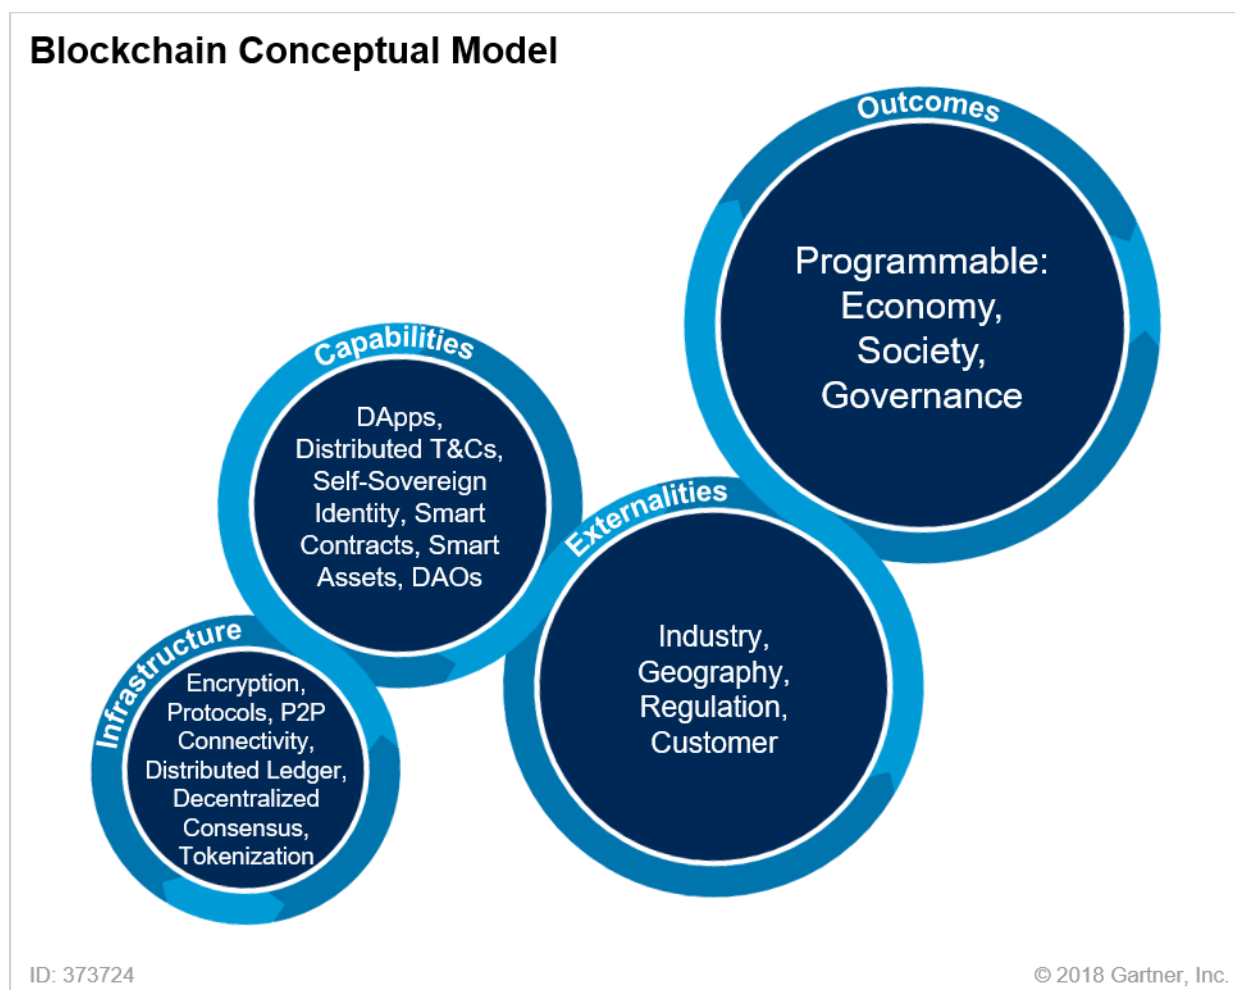 Blockchain Conceptual Model
Outcomes
Programmable:
Economy,
Society,
Governance
Capabilities
DApps,
Distributed T&Cs,
Self-Sovereign
Identity, Smart
Contracts, Smart
Assets, DAOs
Externalities
Industry,
Geography,
Regulation,
Customer
Infrastructure
Encryption,
Protocols, P2P
Connectivity,
Distributed Ledger,
Decentralized
Consensus,
Tokenization
ID: 373724
© 2018 Gartner, Inc.